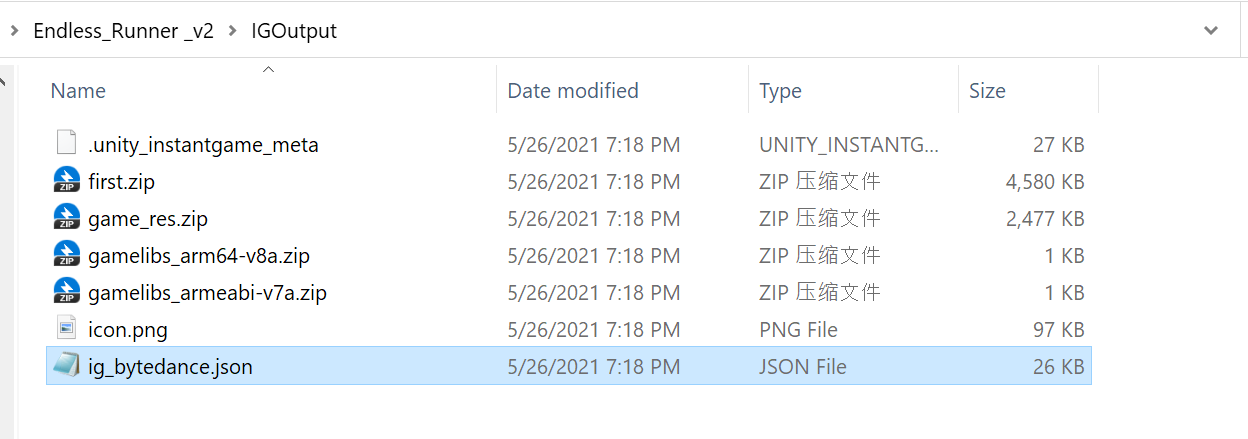 Endless_Runner _v2 > IGOutput
Name Date modified Type Size
.unity_instantgame_meta 5/26/2021 7:18 PM UNITY_INSTANTG... 27 KB
first.zip 5/26/2021 7:18 PM ZIP 压缩文件 4,580 KB
game_res.zip 5/26/2021 7:18 PM ZIP 压缩文件 2,477 KB
gamelibs_arm64-v8a.zip 5/26/2021 7:18 PM ZIP 压缩文件 1 KB
gamelibs_armeabi-v7a.zip 5/26/2021 7:18 PM ZIP 压缩文件 1 KB
icon.png 5/26/2021 7:18 PM PNG File 97 KB
ig_bytedance.json 5/26/2021 7:18 PM JSON File 26 KB